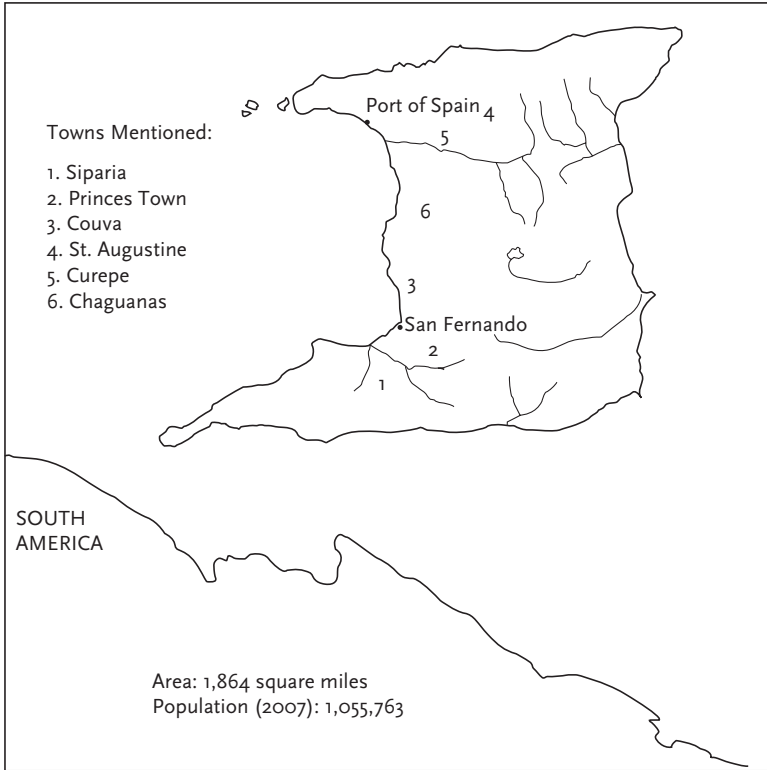 Port of Spain
4
Towns Mentioned:
5
1. Siparia
2. Princes Town
3. Couva
4. St. Augustine
5. Curepe
6. Chaguanas
6
3
San Fernando
2
1
SOUTH
AMERICA
Area: 1,864 square miles
Population (2007): 1,055,763